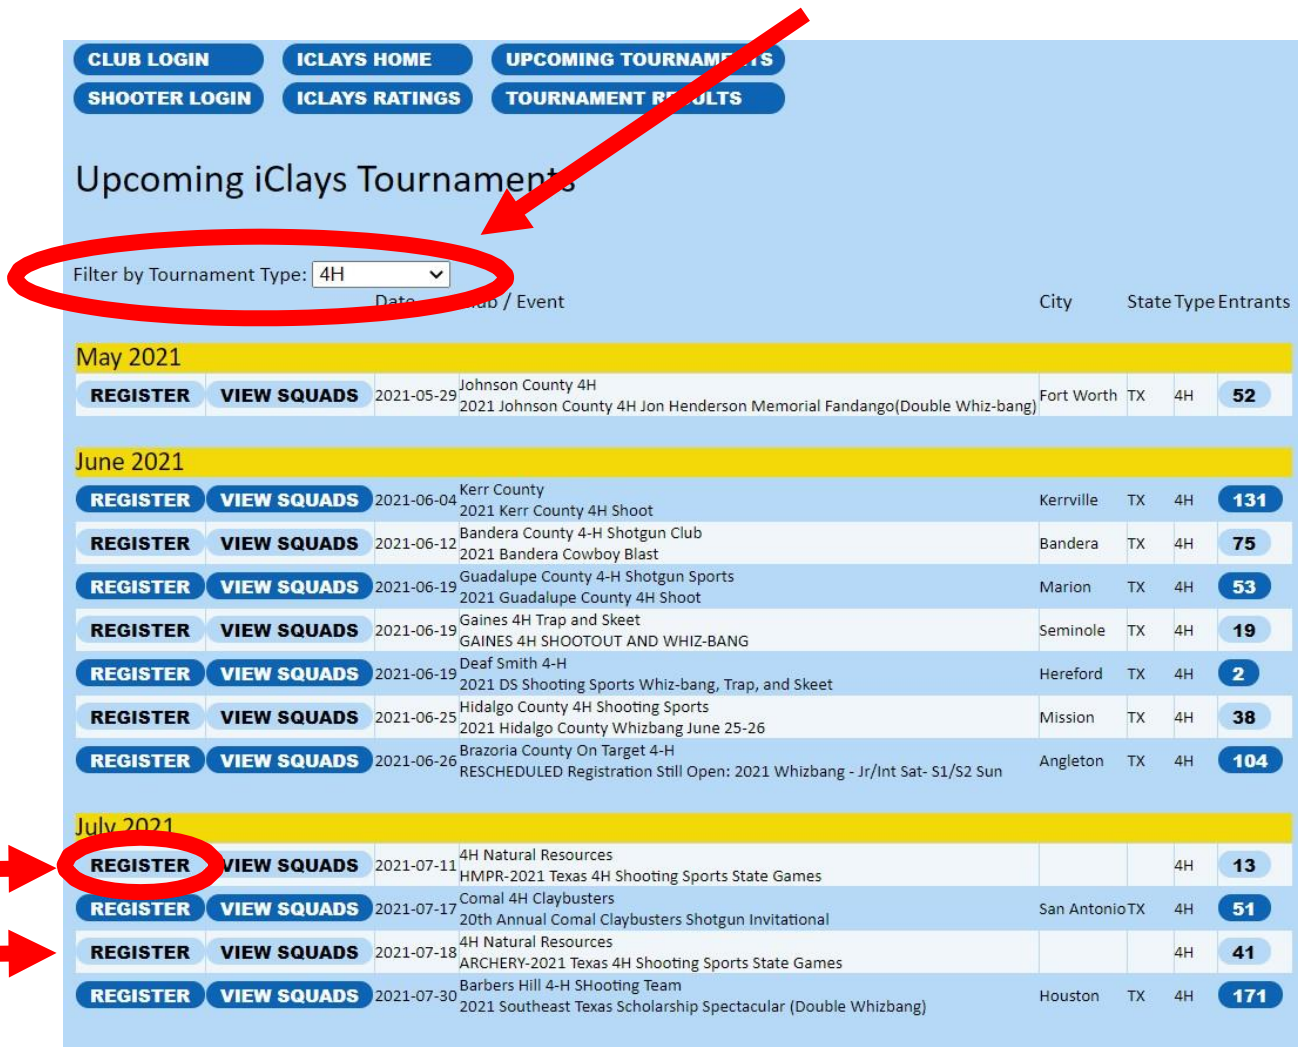 CLUB LOGIN ICLAYS HOME UPCOMING TOURNAMENTS
SHOOTER LOGIN ICLAYS RATINGS TOURNAMENT RESULTS
Upcoming iClays Tournaments
Filter by Tournament Type: 4H
Date / Event City State Type Entrants
May 2021
REGISTER VIEW SQUADS 2021-05-29 Johnson County 4H
2021 Johnson County 4H Jon Henderson Memorial Fandango(Double Whiz-bang) Fort Worth TX 4H 52
June 2021
REGISTER VIEW SQUADS 2021-06-04 Kerr County
2021 Kerr County 4H Shoot Kerrville TX 4H 131
REGISTER VIEW SQUADS 2021-06-12 Bandera County 4-H Shotgun Club
2021 Bandera Cowboy Blast Bandera TX 4H 75
REGISTER VIEW SQUADS 2021-06-19 Guadalupe County 4-H Shotgun Sports
2021 Guadalupe County 4H Shoot Marion TX 4H 53
REGISTER VIEW SQUADS 2021-06-19 Gaines 4H Trap and Skeet
GAINES 4H SHOOTOUT AND WHIZ-BANG Seminole TX 4H 19
REGISTER VIEW SQUADS 2021-06-19 Deaf Smith 4-H
2021 DS Shooting Sports Whiz-bang, Trap, and Skeet Hereford TX 4H 2
REGISTER VIEW SQUADS 2021-06-25 Hidalgo County 4H Shooting Sports
2021 Hidalgo County Whizbang June 25-26 Mission TX 4H 38
REGISTER VIEW SQUADS 2021-06-26 Brazoria County On Target 4-H
RESCHEDULED Registration Still Open: 2021 Whizbang - Jr/Int Sat- S1/S2 Sun Angleton TX 4H 104
July 2021
REGISTER VIEW SQUADS 2021-07-11 4H Natural Resources
HMPR-2021 Texas 4H Shooting Sports State Games 4H 13
REGISTER VIEW SQUADS 2021-07-17 Comal 4H Claybusters
20th Annual Comal Claybusters Shotgun Invitational San Antonio TX 4H 51
REGISTER VIEW SQUADS 2021-07-18 4H Natural Resources
ARCHERY-2021 Texas 4H Shooting Sports State Games 4H 41
REGISTER VIEW SQUADS 2021-07-30 Barbers Hill 4-H SHooting Team
2021 Southeast Texas Scholarship Spectacular (Double Whizbang) Houston TX 4H 171